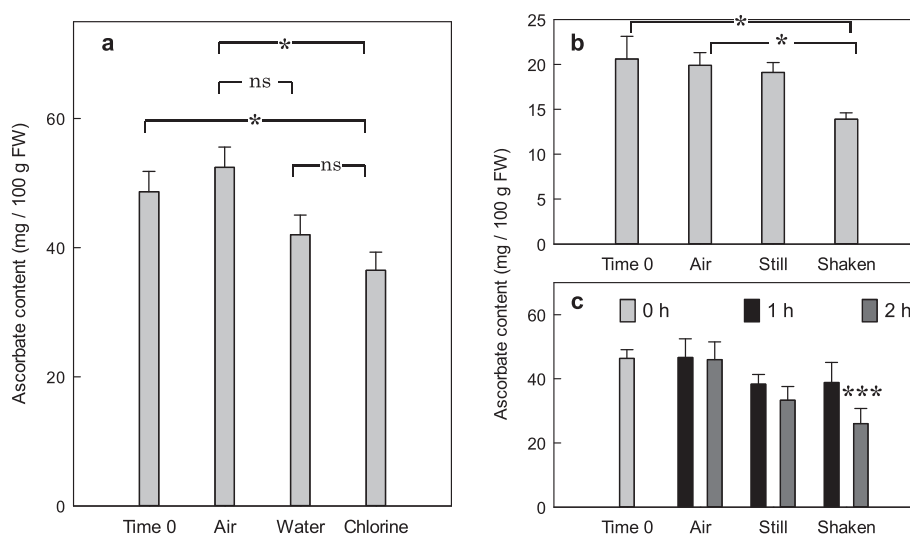 a
*
ns
*
ns
60
40
20
0
Ascorbate content (mg / 100 g FW)
Time 0 Air Water Chlorine
b
*
*
25
20
15
10
5
0
Time 0 Air Still Shaken
Ascorbate content (mg / 100 g FW)
c
0 h 1 h 2 h
60
40
20
0
***
Time 0 Air Still Shaken